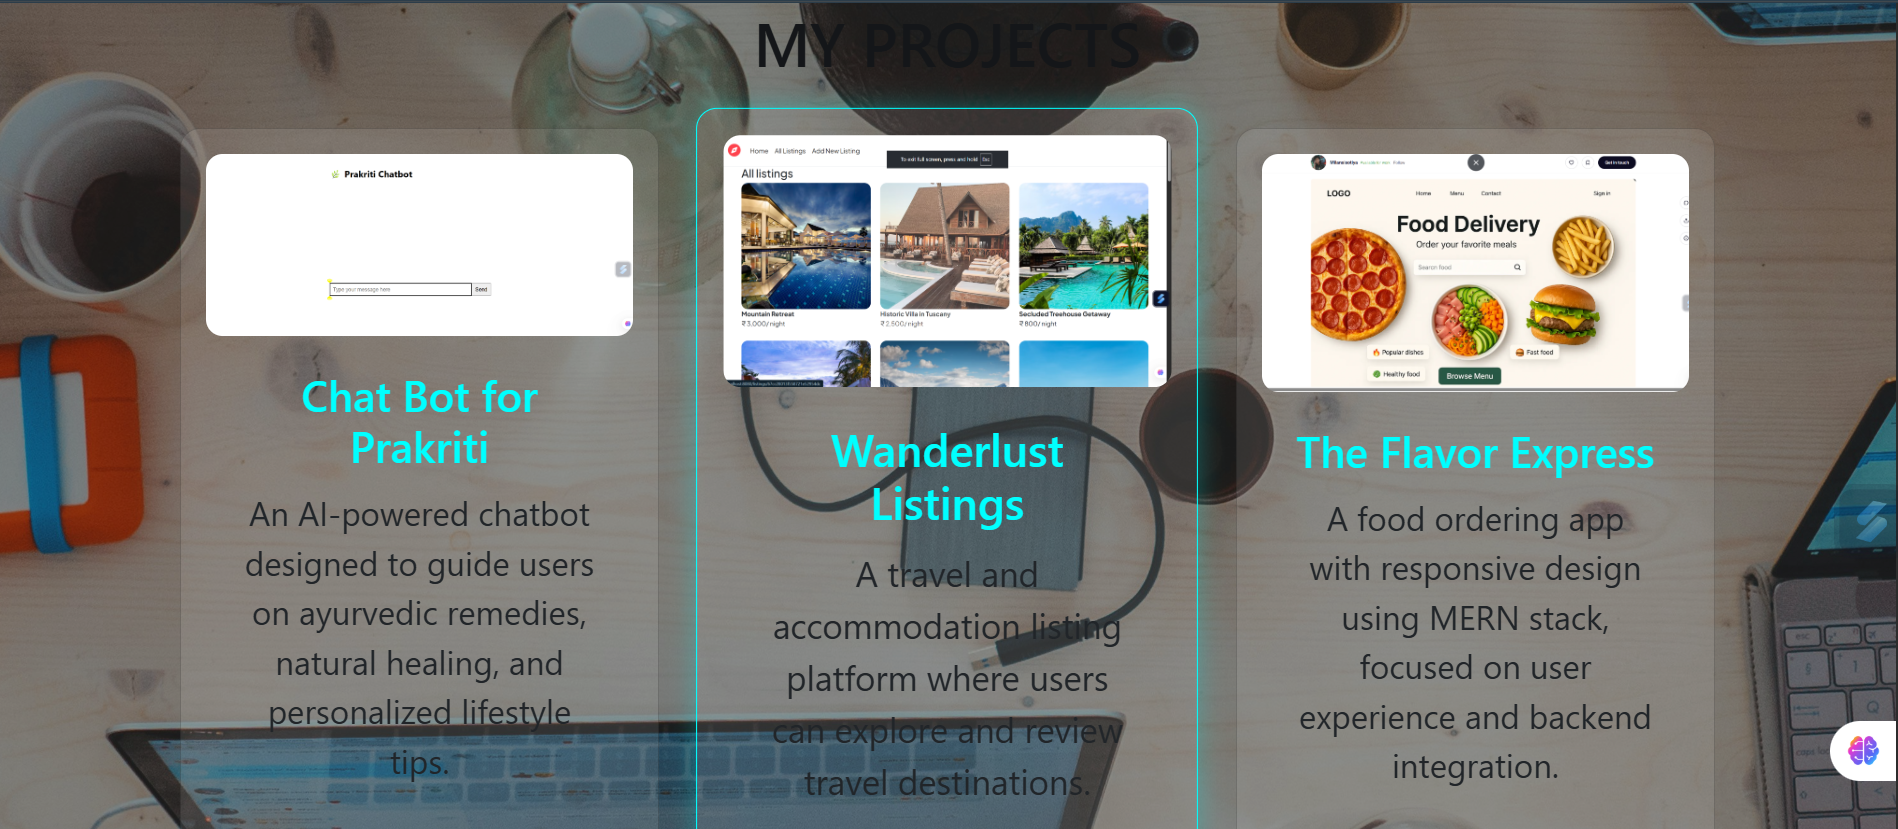 MY PROJECTS
Prakriti Chatbot
Type your message here
Send
Chat Bot for
Prakriti
An AI-powered chatbot
designed to guide users
on ayurvedic remedies,
natural healing, and
personalized lifestyle
tips.
Home All Listings Add New Listing
To exit full screen, press and hold Esc
All listings
Mountain Retreat
₹3,000/night
Historic Villa in Tuscany
₹2,500/night
Secluded Treehouse Getaway
₹800/night
Wanderlust
Listings
A travel and
accommodation listing
platform where users
can explore and review
travel destinations.
Get in touch
LOGO
Home Menu Contact
Sign in
Food Delivery
Order your favorite meals
Search food
Popular dishes
Fast food
Healthy food
Browse Menu
The Flavor Express
A food ordering app
with responsive design
using MERN stack,
focused on user
experience and backend
integration.
esc
caps